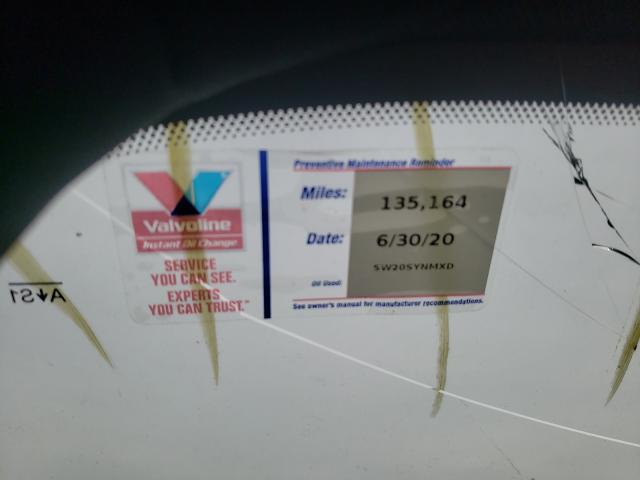 Preventive Maintenance Reminder
Valvoline
Instant Oil Change
SERVICE
YOU CAN SEE.
EXPERTS
YOU CAN TRUST.™
Miles: 135,164
Date: 6/30/20
5W20SYNMXD
Oil Used:
See owner's manual for manufacturer recommendations.
AS1